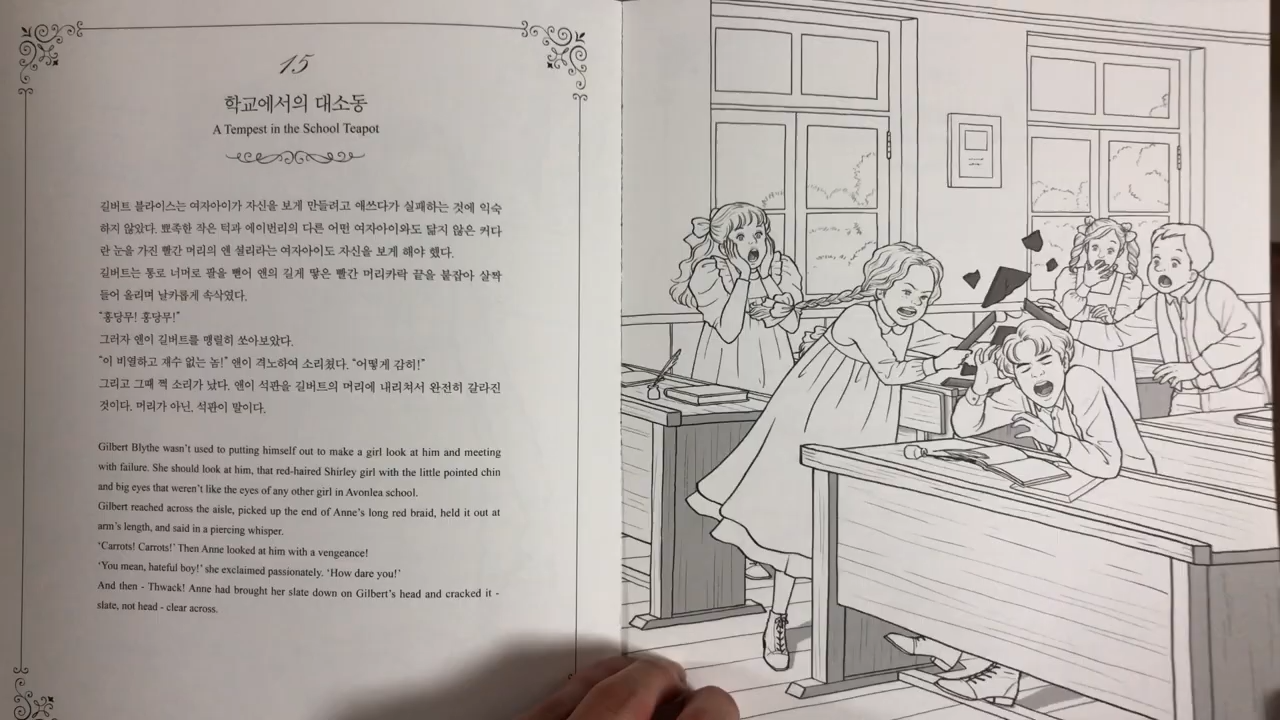 15
학교에서의 대소동
A Tempest in the School Teapot
길버트 블라이스는 여자아이가 자신을 보게 만들려고 애쓰다가 실패하는 것에 익숙
하지 않았다. 뾰족한 작은 턱과 에이번리의 다른 어떤 여자아이와도 닮지 않은 커다
란 눈을 가진 빨간 머리의 앤 셜리라는 여자아이도 자신을 보게 해야 했다.
길버트는 통로 너머로 팔을 뻗어 앤의 길게 땋은 빨간 머리카락 끝을 붙잡아 살짝
들어 올리며 날카롭게 속삭였다.
“홍당무! 홍당무!”
그러자 앤이 길버트를 맹렬히 쏘아보았다.
“이 비열하고 재수 없는 놈!” 앤이 격노하여 소리쳤다. “어떻게 감히!”
그리고 그때 쩍 소리가 났다. 앤이 석판을 길버트의 머리에 내리쳐서 완전히 갈라진
것이다. 머리가 아닌, 석판이 말이다.
Gilbert Blythe wasn’t used to putting himself out to make a girl look at him and meeting
with failure. She should look at him, that red-haired Shirley girl with the little pointed chin
and big eyes that weren’t like the eyes of any other girl in Avonlea school.
Gilbert reached across the aisle, picked up the end of Anne’s long red braid, held it out at
arm’s length, and said in a piercing whisper.
‘Carrots! Carrots!’ Then Anne looked at him with a vengeance!
‘You mean, hateful boy!’ she exclaimed passionately. ‘How dare you!’
And then - Thwack! Anne had brought her slate down on Gilbert’s head and cracked it -
slate, not head - clear across.